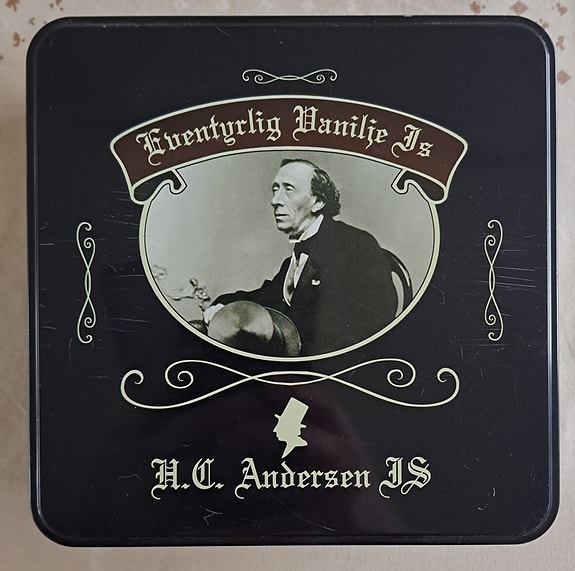 Eventyrlig Vanilje Is
H.C. Andersen IS